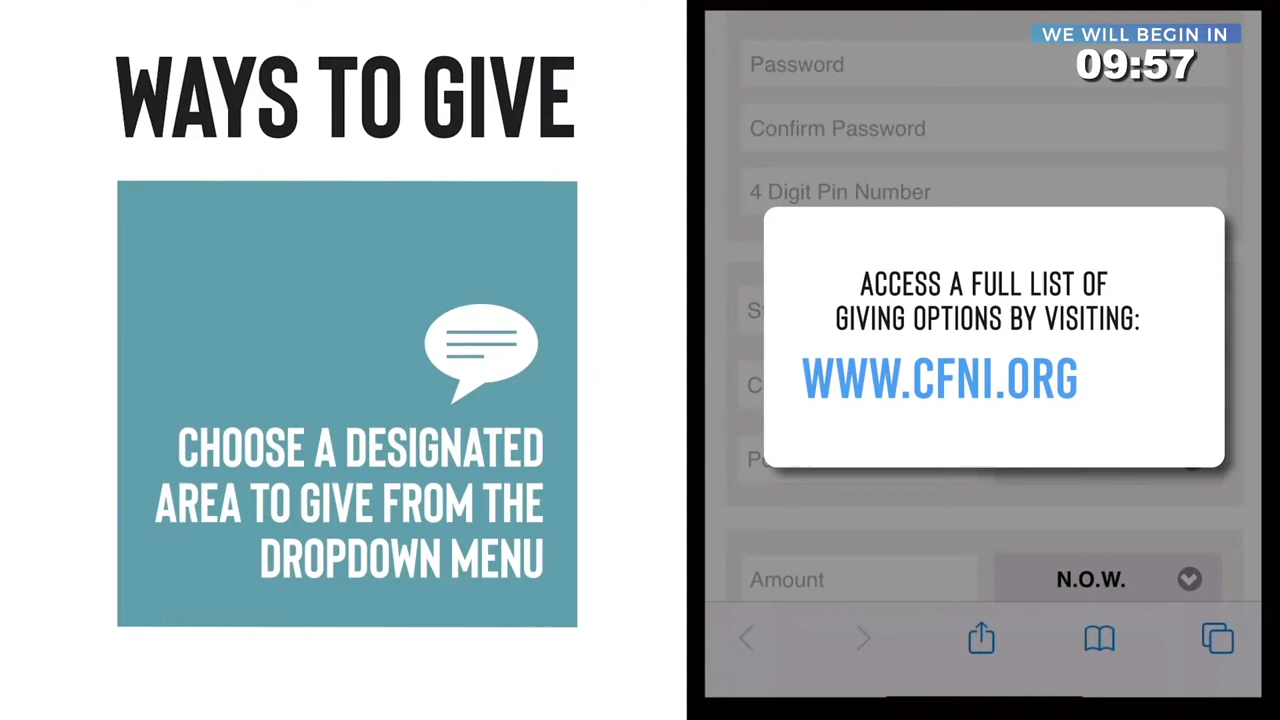 WAYS TO GIVE
CHOOSE A DESIGNATED
AREA TO GIVE FROM THE
DROPDOWN MENU
WE WILL BEGIN IN
09:57
Password
Confirm Password
4 Digit Pin Number
ACCESS A FULL LIST OF
GIVING OPTIONS BY VISITING:
WWW.CFNI.ORG
Amount
N.O.W.